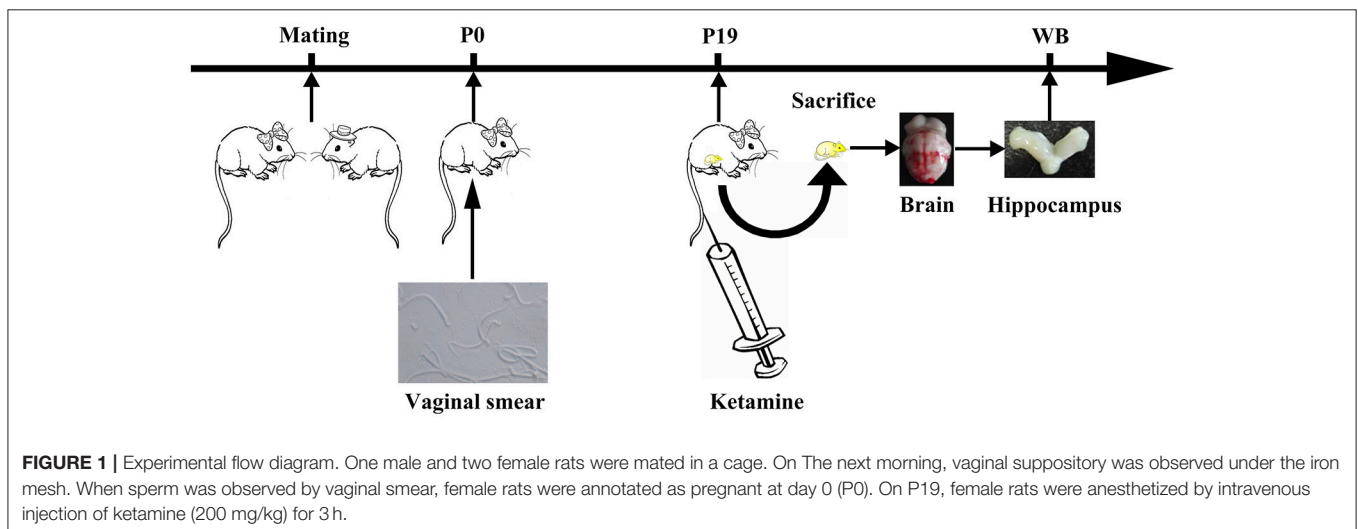 Mating P0 P19 WB
Sacrifice
Brain Hippocampus
Vaginal smear Ketamine
FIGURE 1 | Experimental flow diagram. One male and two female rats were mated in a cage. On The next morning, vaginal suppository was observed under the iron
mesh. When sperm was observed by vaginal smear, female rats were annotated as pregnant at day 0 (P0). On P19, female rats were anesthetized by intravenous
injection of ketamine (200 mg/kg) for 3 h.